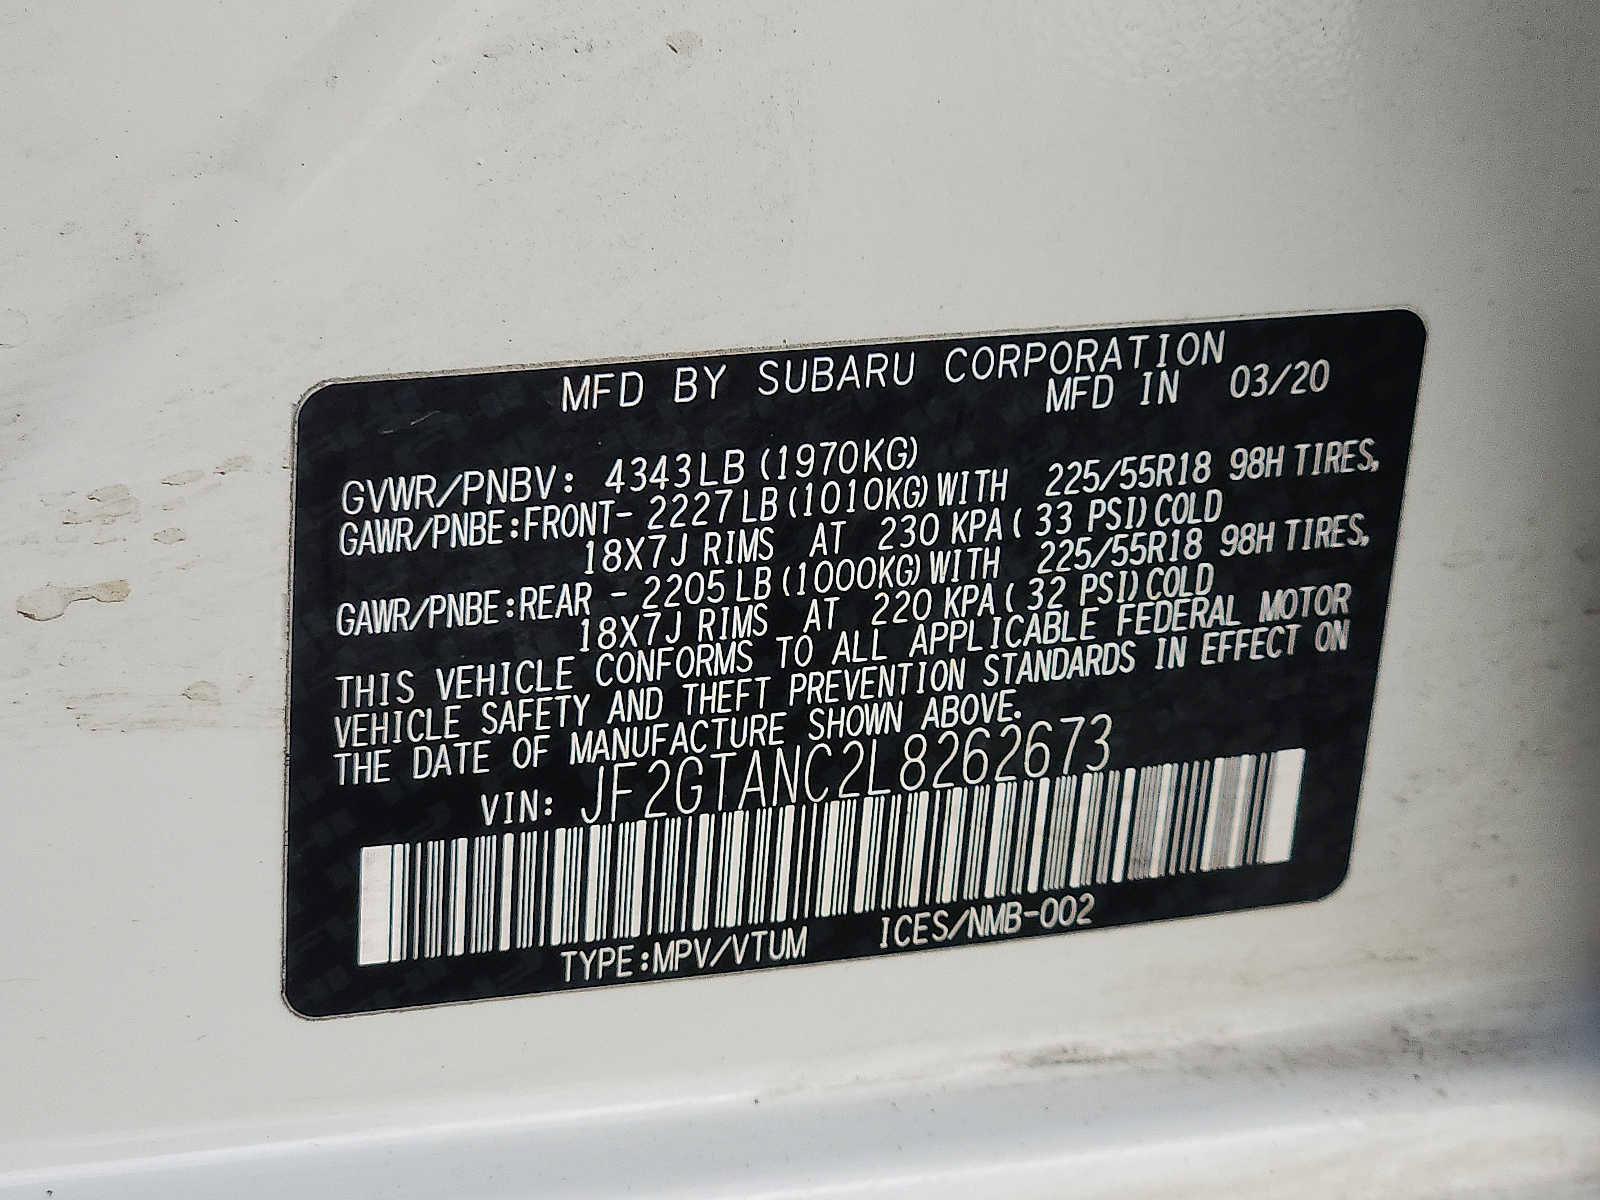 MFD BY SUBARU CORPORATION
MFD IN 03/20
GVWR/PNBV: 4343LB (1970KG)
GAWR/PNBE:FRONT- 2227LB(1010KG)WITH 225/55R18 98H TIRES,
18X7J RIMS AT 230 KPA( 33 PSI)COLD
GAWR/PNBE:REAR - 2205LB(1000KG)WITH 225/55R18 98H TIRES,
18X7J RIMS AT 220 KPA( 32 PSI)COLD
THIS VEHICLE CONFORMS TO ALL APPLICABLE FEDERAL MOTOR
VEHICLE SAFETY AND THEFT PREVENTION STANDARDS IN EFFECT ON
THE DATE OF MANUFACTURE SHOWN ABOVE.
VIN: JF2GTANC2L8262673
TYPE:MPV/VTUM ICES/NMB-002